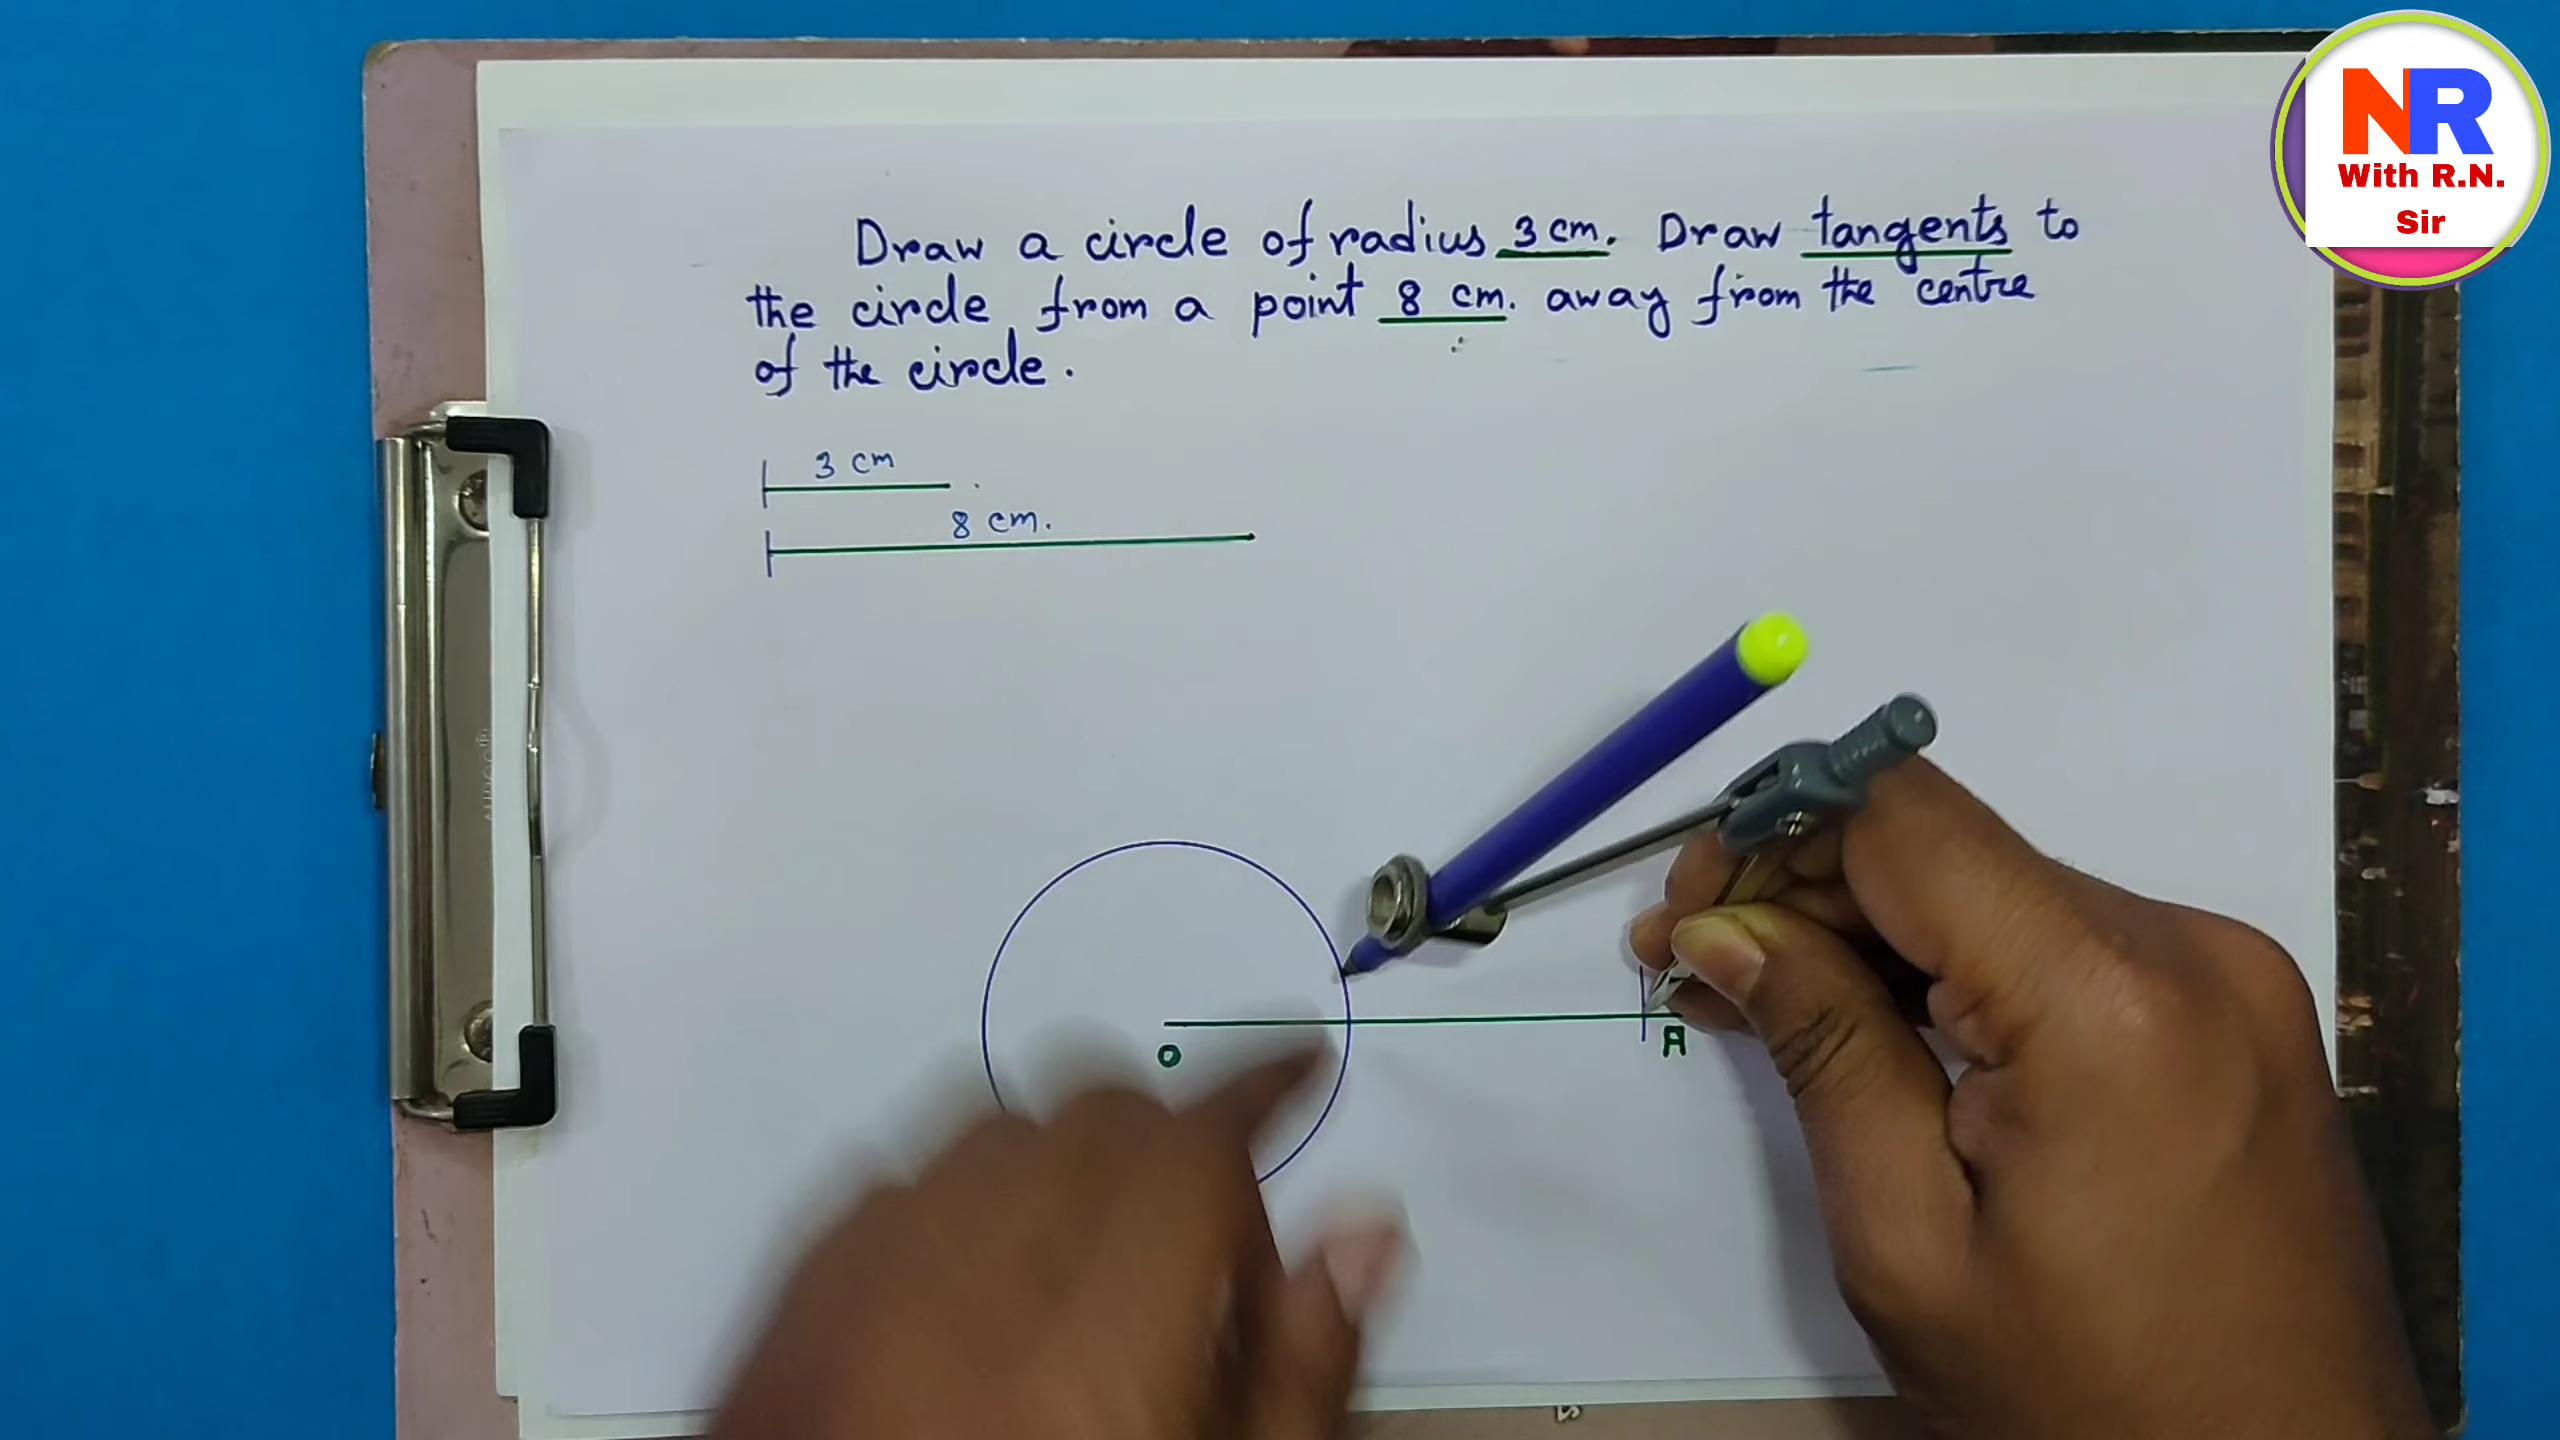 NR
With R.N.
Sir
Draw a circle of radius 3 cm. Draw tangents to
the circle from a point 8 cm. away from the centre
of the circle.
3 cm
8 cm.
O
A